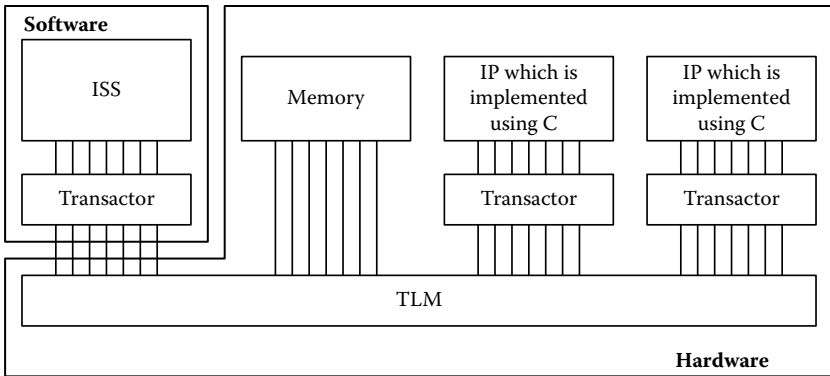 Software
ISS
Transactor
Memory
IP which is
implemented
using C
Transactor
IP which is
implemented
using C
Transactor
TLM
Hardware